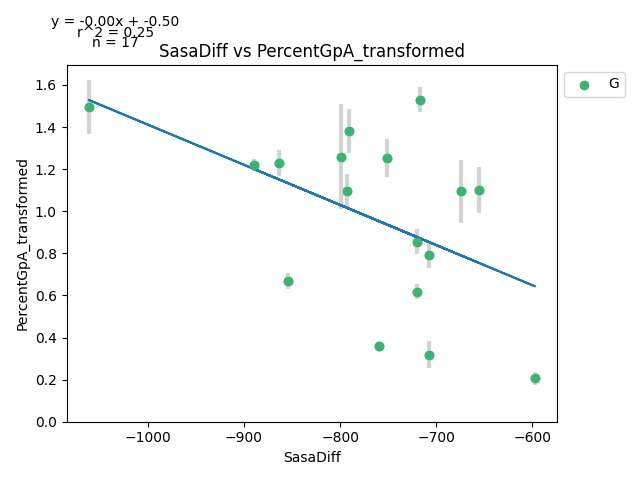 y = -0.00x + -0.50
r^2 = 0.25
n = 17
SasaDiff vs PercentGpA_transformed
G
PercentGpA_transformed
1.6
1.4
1.2
1.0
0.8
0.6
0.4
0.2
0.0
−1000
−900
−800
−700
−600
SasaDiff